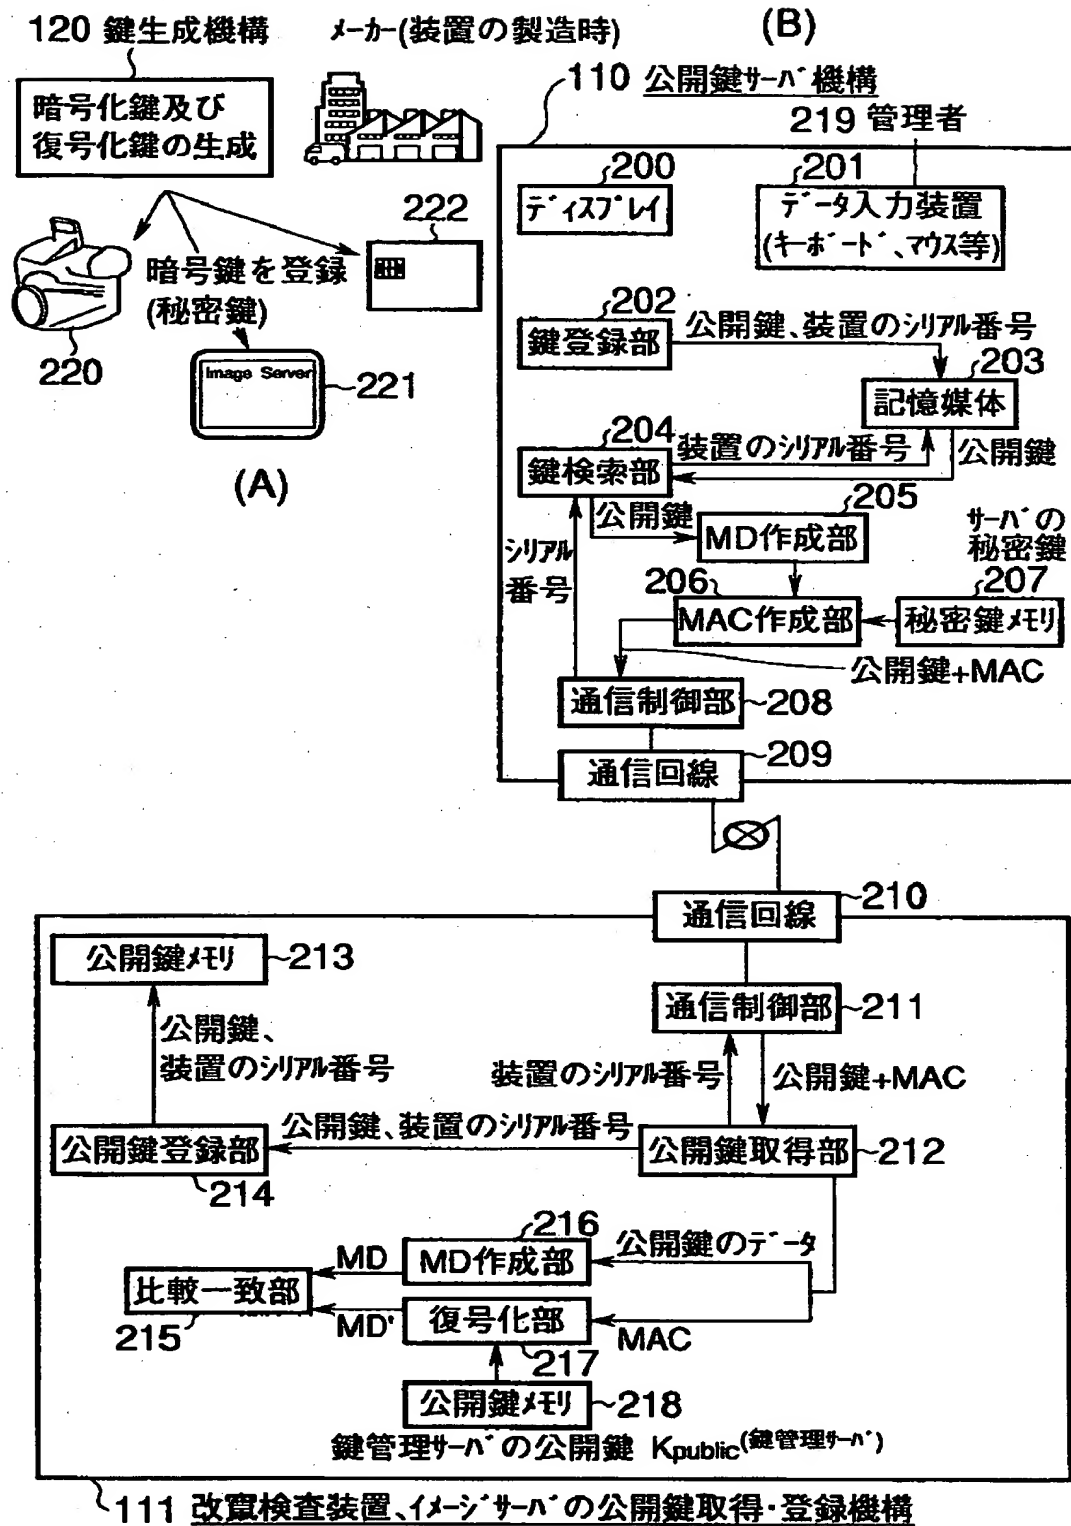 120 鍵生成機構
メーカー(装置の製造時)
暗号化鍵及び
復号化鍵の生成
222
暗号鍵を登録
(秘密鍵)
220
Image Server
221
(A)
(B)
110 公開鍵サーバ機構
219 管理者
200
ディスプレイ
201
データ入力装置
(キーボード、マウス等)
202
鍵登録部
公開鍵、装置のシリアル番号
203
記憶媒体
204
鍵検索部
装置のシリアル番号
公開鍵
公開鍵
205
シリアル
番号
MD作成部
サーバの
秘密鍵
206
207
MAC作成部
秘密鍵メモリ
公開鍵+MAC
通信制御部
208
209
通信回線
210
通信回線
公開鍵メモリ
213
通信制御部
211
公開鍵、
装置のシリアル番号
装置のシリアル番号
公開鍵+MAC
公開鍵、装置のシリアル番号
公開鍵登録部
214
公開鍵取得部
212
216
公開鍵のデータ
MD
MD作成部
比較一致部
215
MD'
復号化部
MAC
217
公開鍵メモリ
218
鍵管理サーバの公開鍵 Kpublic(鍵管理サーバ)
111 改竄検査装置、イメージサーバの公開鍵取得・登録機構